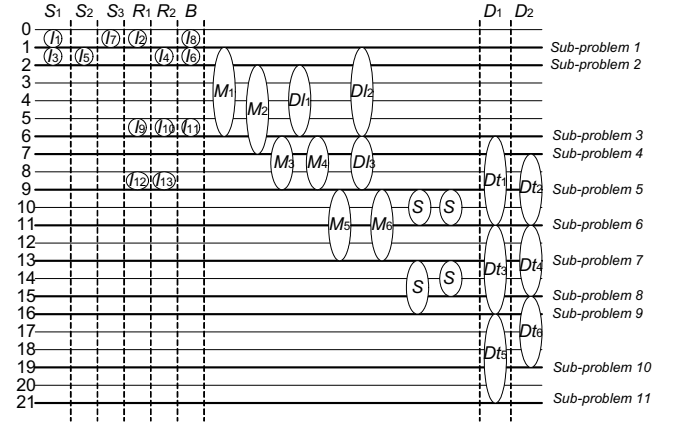 S1 S2 S3 R1 R2 B D1 D2
0
I1 I7 I2 I8
1 Sub-problem 1
I3 I5 I4 I6
2 Sub-problem 2
3
M1 Dl1 Dl2
4
M2
5
I9 I10 I11
6 Sub-problem 3
7 Sub-problem 4
M3 M4 Dl3
8
I12 I13 Dt1 Dt2
9 Sub-problem 5
10 S S
11 M5 M6 Sub-problem 6
12
13 Sub-problem 7
Dt3 Dt4
14
S S
15 Sub-problem 8
16 Sub-problem 9
17 Dt6
18
Dt5
19 Sub-problem 10
20
21 Sub-problem 11